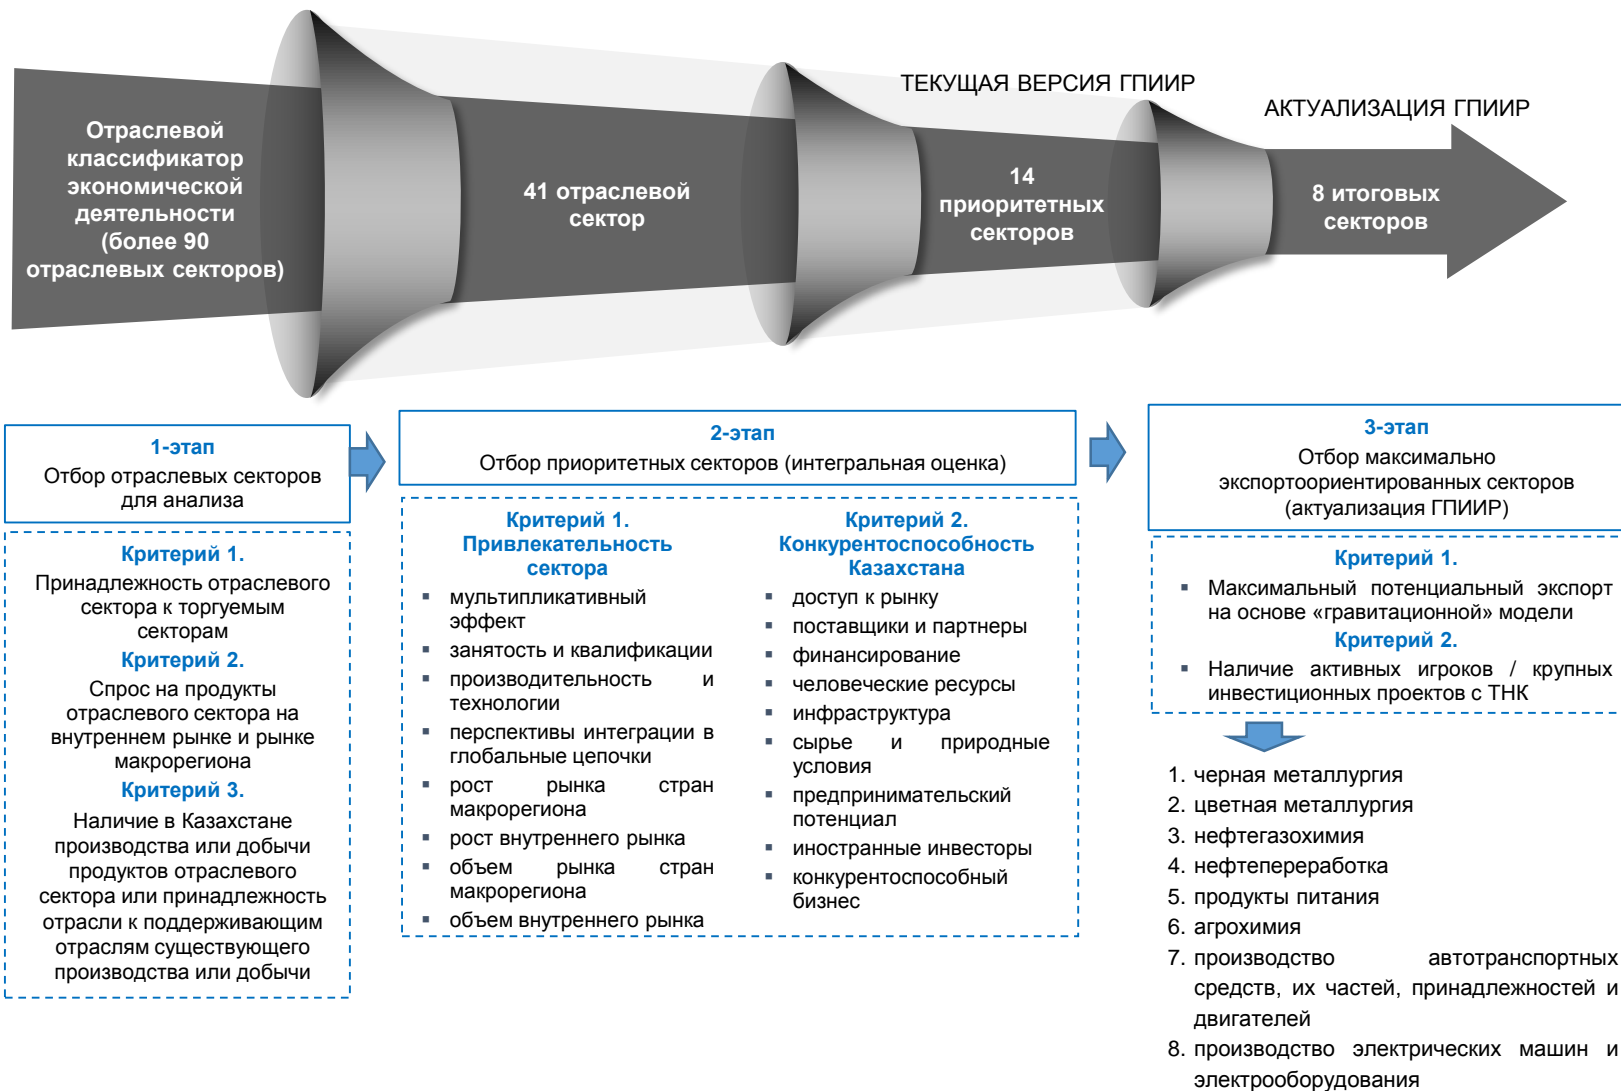 ТЕКУЩАЯ ВЕРСИЯ ГПИИР
АКТУАЛИЗАЦИЯ ГПИИР
Отраслевой
классификатор
экономической
деятельности
(более 90
отраслевых секторов)
41 отраслевой
сектор
14
приоритетных
секторов
8 итоговых
секторов
1-этап
Отбор отраслевых секторов
для анализа
Критерий 1.
Принадлежность отраслевого
сектора к торгуемым
секторам
Критерий 2.
Спрос на продукты
отраслевого сектора на
внутреннем рынке и рынке
макрорегиона
Критерий 3.
Наличие в Казахстане
производства или добычи
продуктов отраслевого
сектора или принадлежность
отрасли к поддерживающим
отраслям существующего
производства или добычи
2-этап
Отбор приоритетных секторов (интегральная оценка)
Критерий 1.
Привлекательность
сектора
▪ мультипликативный
эффект
▪ занятость и квалификации
▪ производительность и
технологии
▪ перспективы интеграции в
глобальные цепочки
▪ рост рынка стран
макрорегиона
▪ рост внутреннего рынка
▪ объем рынка стран
макрорегиона
▪ объем внутреннего рынка
Критерий 2.
Конкурентоспособность
Казахстана
▪ доступ к рынку
▪ поставщики и партнеры
▪ финансирование
▪ человеческие ресурсы
▪ инфраструктура
▪ сырье и природные
условия
▪ предпринимательский
потенциал
▪ иностранные инвесторы
▪ конкурентоспособный
бизнес
3-этап
Отбор максимально
экспортоориентированных секторов
(актуализация ГПИИР)
Критерий 1.
▪ Максимальный потенциальный экспорт
на основе «гравитационной» модели
Критерий 2.
▪ Наличие активных игроков / крупных
инвестиционных проектов с ТНК
1. черная металлургия
2. цветная металлургия
3. нефтегазохимия
4. нефтепереработка
5. продукты питания
6. агрохимия
7. производство автотранспортных
средств, их частей, принадлежностей и
двигателей
8. производство электрических машин и
электрооборудования